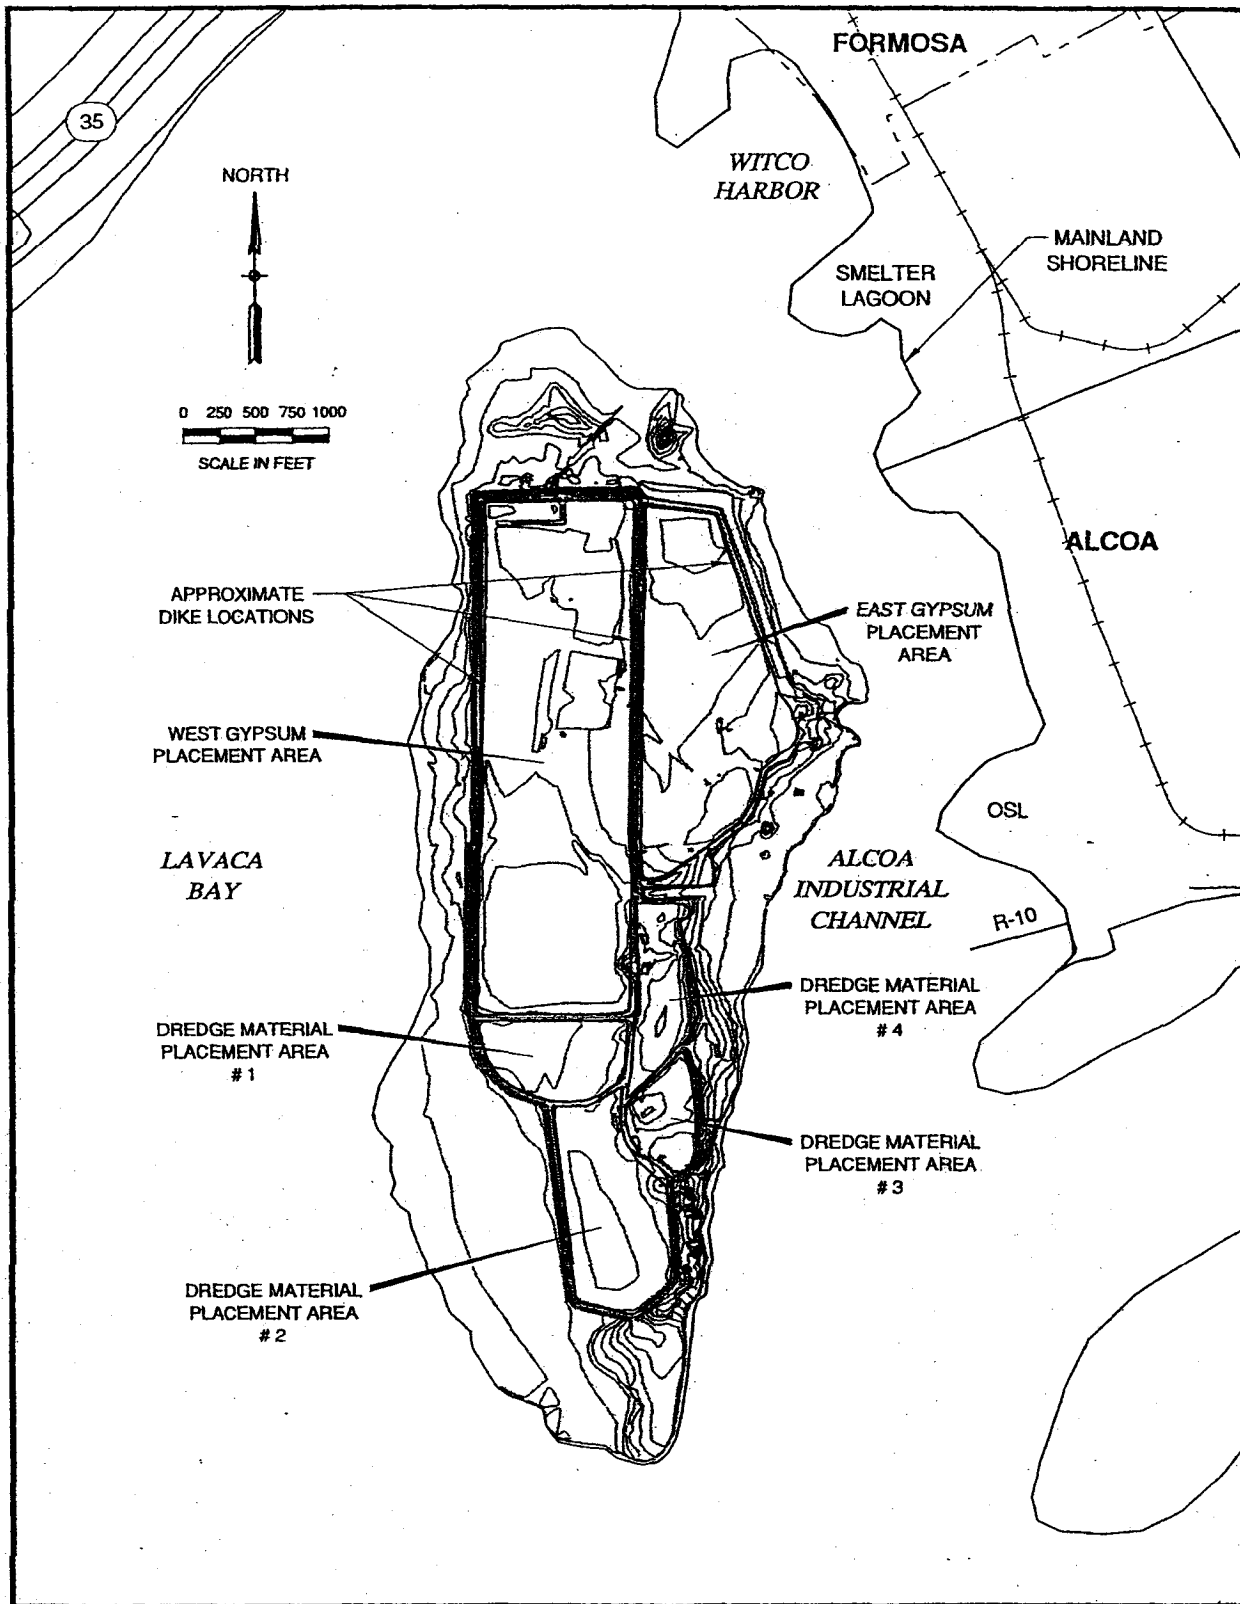 FORMOSA
35
WITCO
HARBOR
NORTH
MAINLAND
SHORELINE
SMELTER
LAGOON
0 250 500 750 1000
SCALE IN FEET
ALCOA
APPROXIMATE
DIKE LOCATIONS
EAST GYPSUM
PLACEMENT
AREA
WEST GYPSUM
PLACEMENT AREA
OSL
LAVACA
BAY
ALCOA
INDUSTRIAL
CHANNEL
R-10
DREDGE MATERIAL
PLACEMENT AREA
# 4
DREDGE MATERIAL
PLACEMENT AREA
# 1
DREDGE MATERIAL
PLACEMENT AREA
# 3
DREDGE MATERIAL
PLACEMENT AREA
# 2